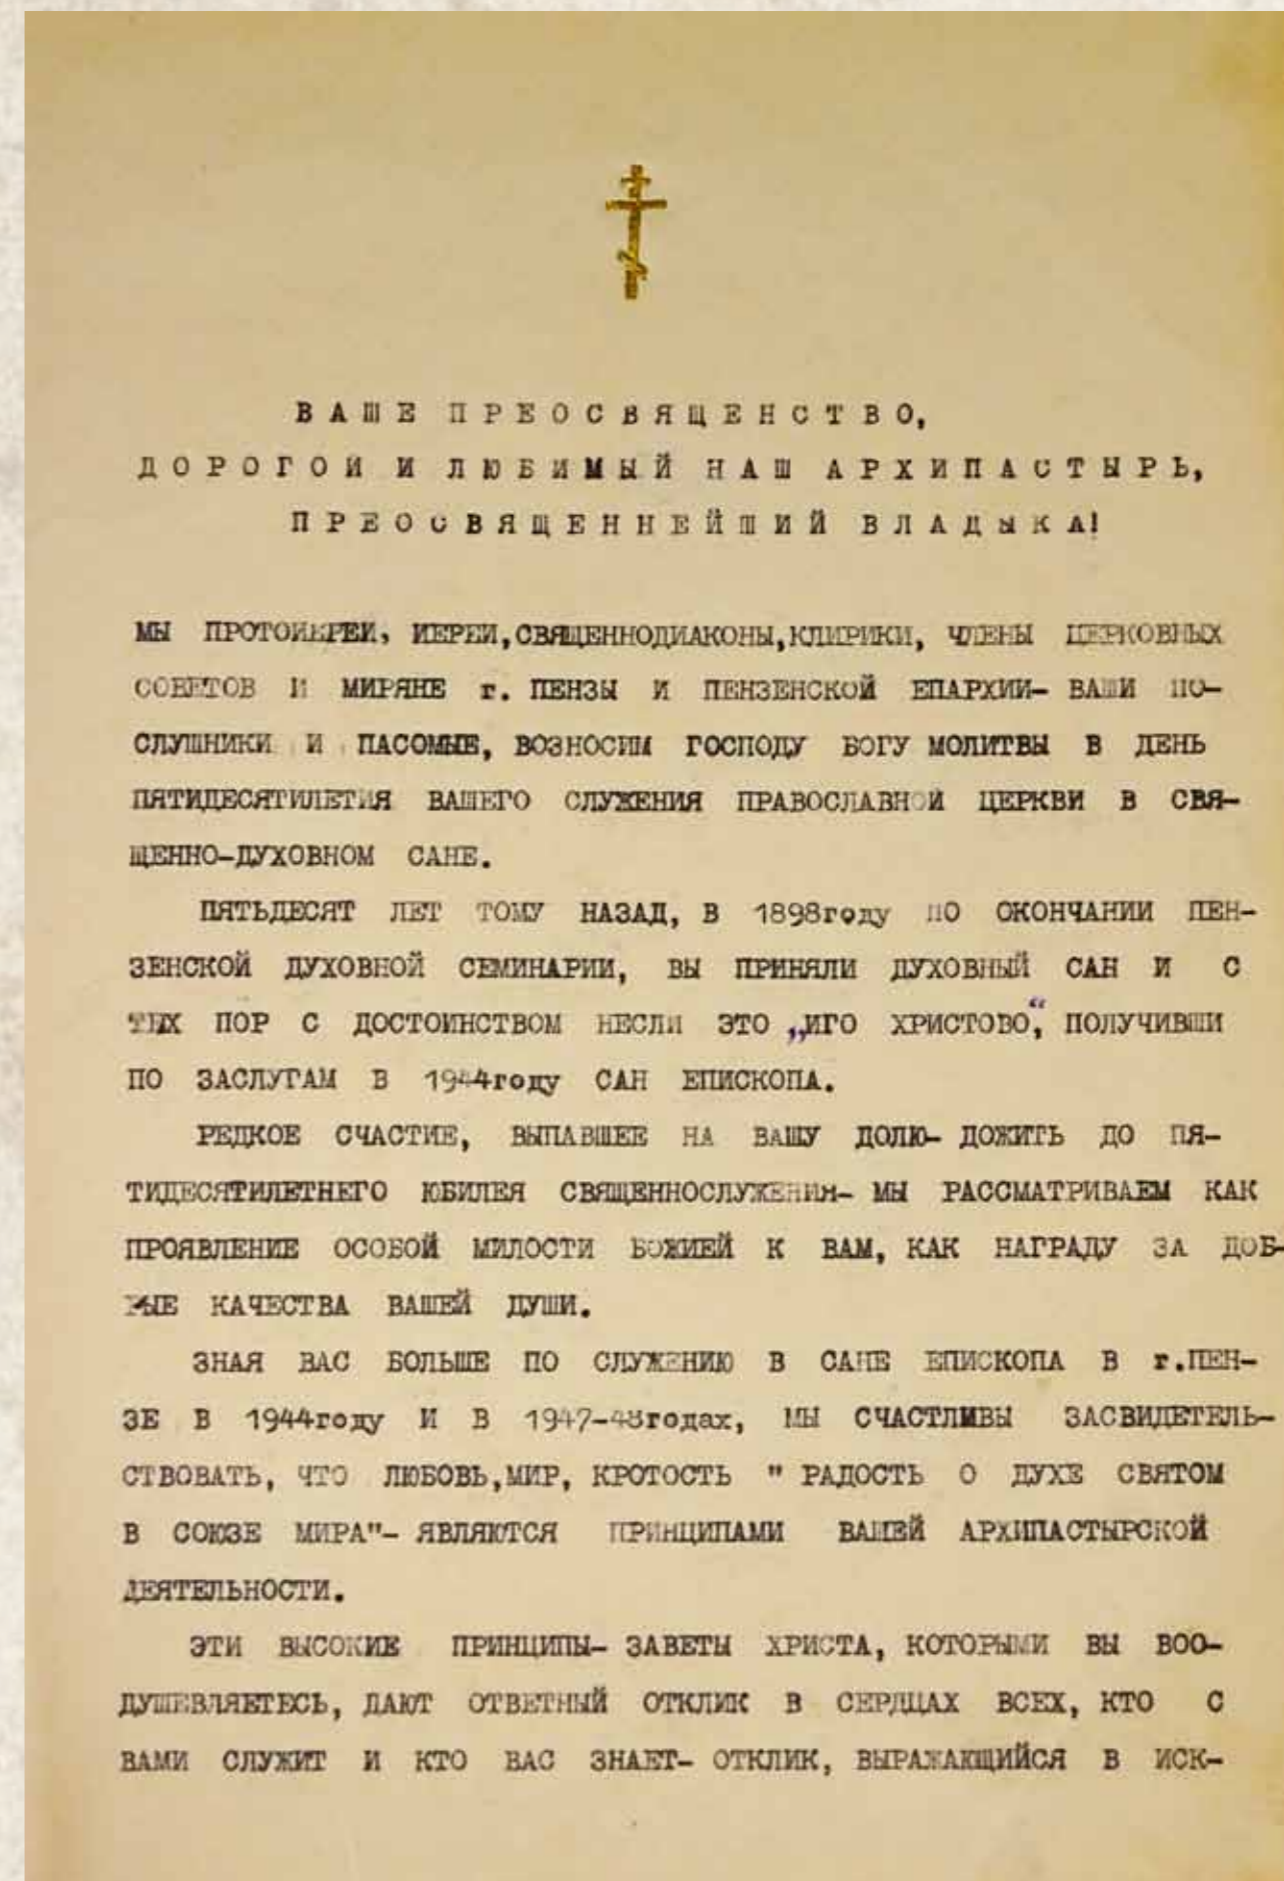 ВАШЕ ПРЕОСВЯЩЕНСТВО,
ДОРОГОЙ И ЛЮБИМЫЙ НАШ АРХИПАСТЫРЬ,
ПРЕОСВЯЩЕННЕЙШИЙ ВЛАДЫКА!
МЫ ПРОТОИЕРЕИ, ИЕРЕИ,СВЯЩЕННОДИАКОНЫ,КЛИРИКИ, ЧЛЕНЫ ЦЕРКОВНЫХ
СОВЕТОВ И МИРЯНЕ г. ПЕНЗЫ И ПЕНЗЕНСКОЙ ЕПАРХИИ- ВАШИ ПО-
СЛУШНИКИ И ПАСОМЫЕ, ВОЗНОСИМ ГОСПОДУ БОГУ МОЛИТВЫ В ДЕНЬ
ПЯТИДЕСЯТИЛЕТИЯ ВАШЕГО СЛУЖЕНИЯ ПРАВОСЛАВНОЙ ЦЕРКВИ В СВЯ-
ЩЕННО-ДУХОВНОМ САНЕ.
ПЯТЬДЕСЯТ ЛЕТ ТОМУ НАЗАД, В 1898году ПО ОКОНЧАНИИ ПЕН-
ЗЕНСКОЙ ДУХОВНОЙ СЕМИНАРИИ, ВЫ ПРИНЯЛИ ДУХОВНЫЙ САН И С
ТЕХ ПОР С ДОСТОИНСТВОМ НЕСЛИ ЭТО „ИГО ХРИСТОВО“, ПОЛУЧИВШИ
ПО ЗАСЛУГАМ В 1944году САН ЕПИСКОПА.
РЕДКОЕ СЧАСТИЕ, ВЫПАВШЕЕ НА ВАШУ ДОЛЮ- ДОЖИТЬ ДО ПЯ-
ТИДЕСЯТИЛЕТНЕГО ЮБИЛЕЯ СВЯЩЕННОСЛУЖЕНИЯ- МЫ РАССМАТРИВАЕМ КАК
ПРОЯВЛЕНИЕ ОСОБОЙ МИЛОСТИ БОЖИЕЙ К ВАМ, КАК НАГРАДУ ЗА ДОБ-
РЫЕ КАЧЕСТВА ВАШЕЙ ДУШИ.
ЗНАЯ ВАС БОЛЬШЕ ПО СЛУЖЕНИЮ В САНЕ ЕПИСКОПА В г.ПЕН-
ЗЕ В 1944году И В 1947-48годах, МЫ СЧАСТЛИВЫ ЗАСВИДЕТЕЛЬ-
СТВОВАТЬ, ЧТО ЛЮБОВЬ,МИР, КРОТОСТЬ " РАДОСТЬ О ДУХЕ СВЯТОМ
В СОЮЗЕ МИРА"- ЯВЛЯЮТСЯ ПРИНЦИПАМИ ВАШЕЙ АРХИПАСТЫРСКОЙ
ДЕЯТЕЛЬНОСТИ.
ЭТИ ВЫСОКИЕ ПРИНЦИПЫ- ЗАВЕТЫ ХРИСТА, КОТОРЫМИ ВЫ ВОО-
ДУШЕВЛЯЕТЕСЬ, ДАЮТ ОТВЕТНЫЙ ОТКЛИК В СЕРДЦАХ ВСЕХ, КТО С
ВАМИ СЛУЖИТ И КТО ВАС ЗНАЕТ- ОТКЛИК, ВЫРАЖАЮЩИЙСЯ В ИСК-